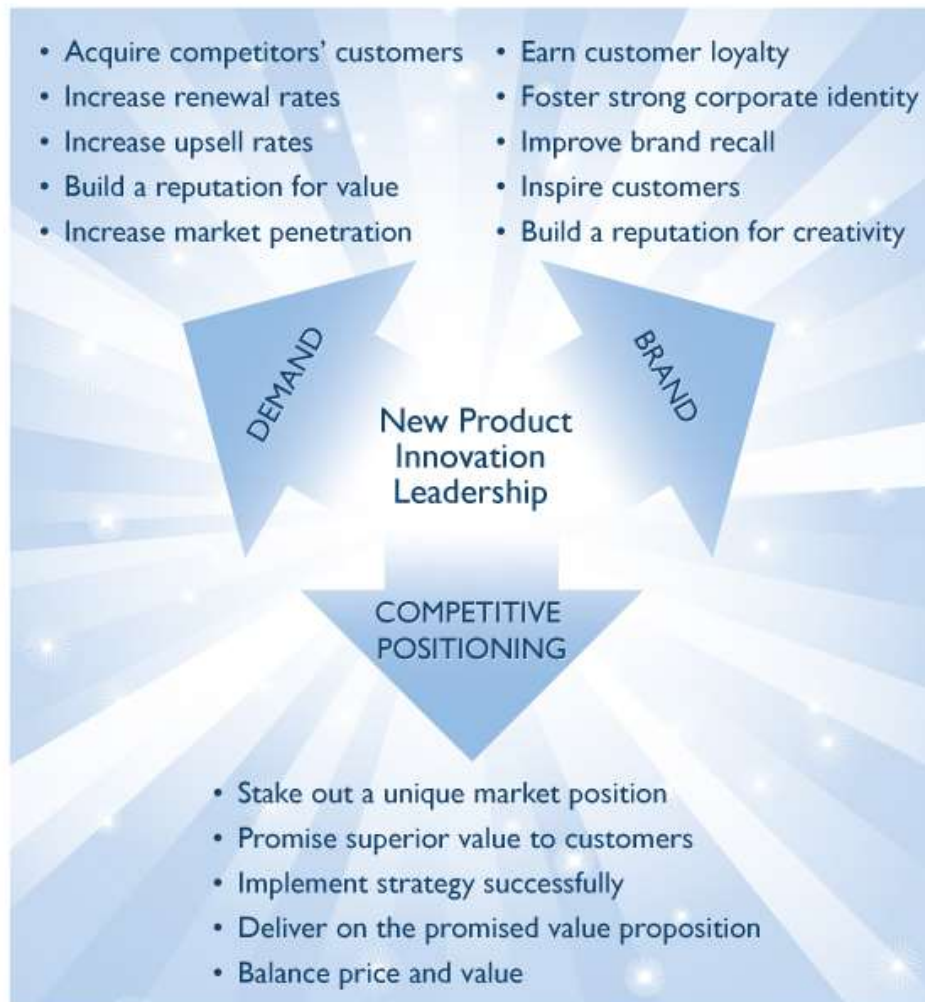 • Acquire competitors’ customers
• Increase renewal rates
• Increase upsell rates
• Build a reputation for value
• Increase market penetration
• Earn customer loyalty
• Foster strong corporate identity
• Improve brand recall
• Inspire customers
• Build a reputation for creativity
DEMAND
BRAND
New Product
Innovation
Leadership
COMPETITIVE
POSITIONING
• Stake out a unique market position
• Promise superior value to customers
• Implement strategy successfully
• Deliver on the promised value proposition
• Balance price and value